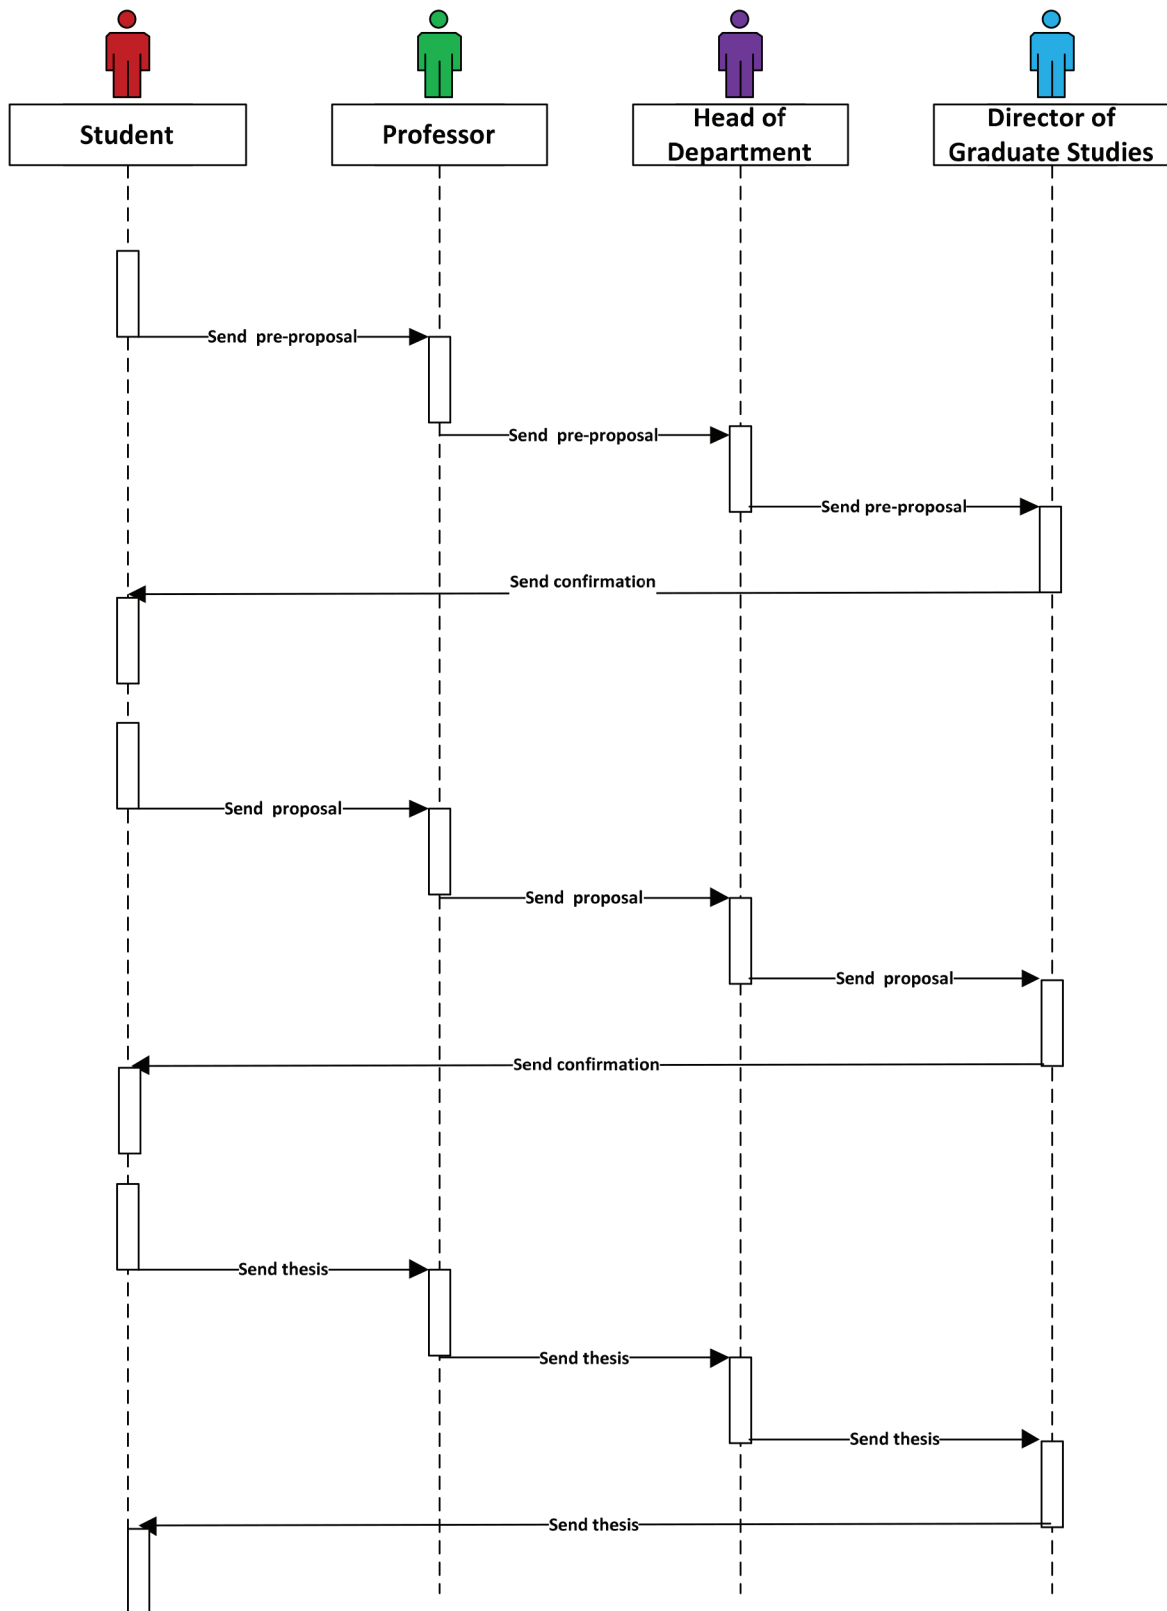 Student
Professor
Head of
Department
Director of
Graduate Studies
Send pre-proposal
Send pre-proposal
Send pre-proposal
Send confirmation
Send proposal
Send proposal
Send proposal
Send confirmation
Send thesis
Send thesis
Send thesis
Send thesis